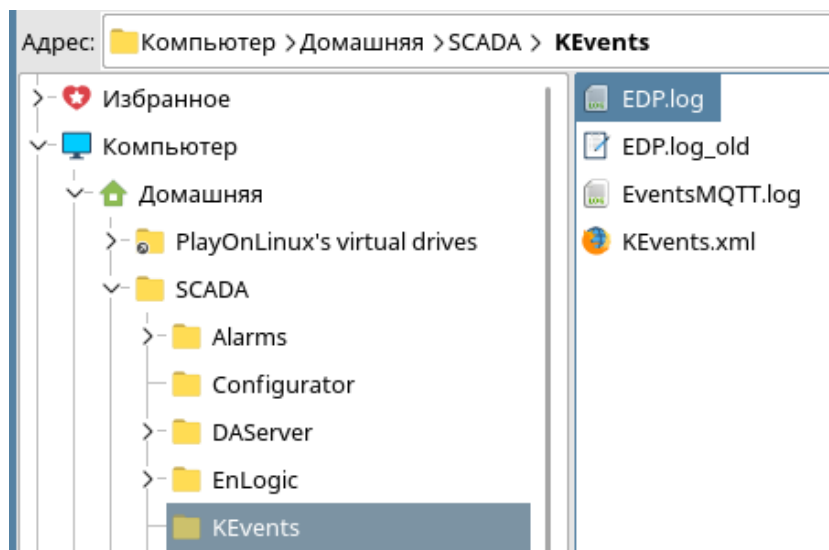 Адрес: Компьютер >Домашняя >SCADA > KEvents
Избранное
Компьютер
Домашняя
PlayOnLinux's virtual drives
SCADA
Alarms
Configurator
DAServer
EnLogic
KEvents
EDP.log
EDP.log_old
EventsMQTT.log
KEvents.xml